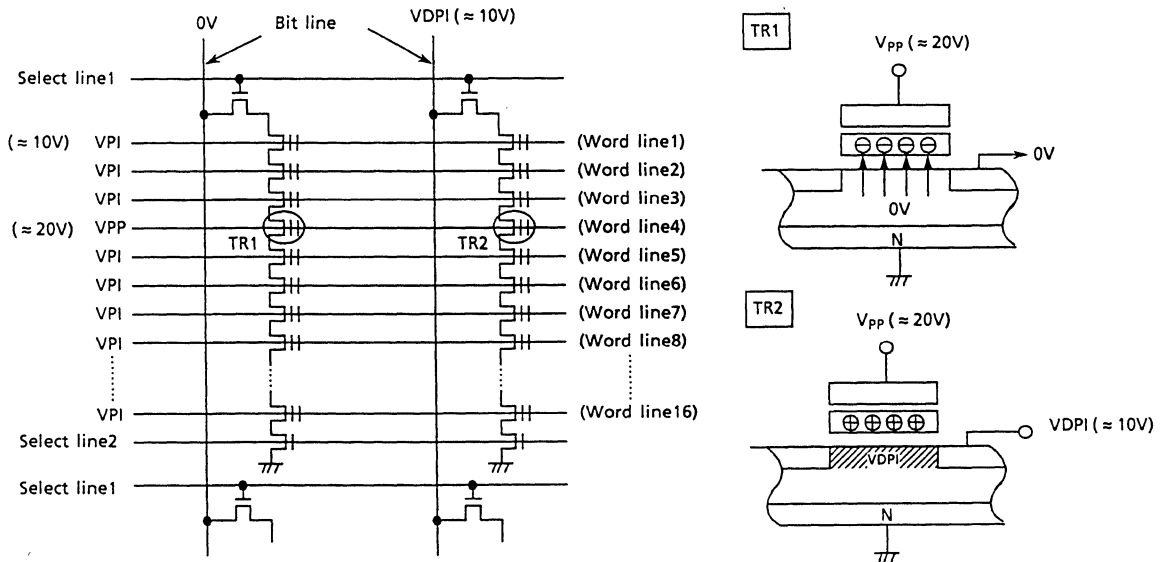 0V Bit line VDPI (≈10V)
Select line1
(≈10V) VPI (Word line1)
VPI (Word line2)
VPI (Word line3)
(≈20V) VPP (Word line4)
TR1 TR2
VPI (Word line5)
VPI (Word line6)
VPI (Word line7)
VPI (Word line8)
VPI (Word line16)
Select line2
Select line1
TR1
VPP (≈20V)
0V
0V
N
TR2
VPP (≈20V)
VDPI (≈10V)
VDPI
N